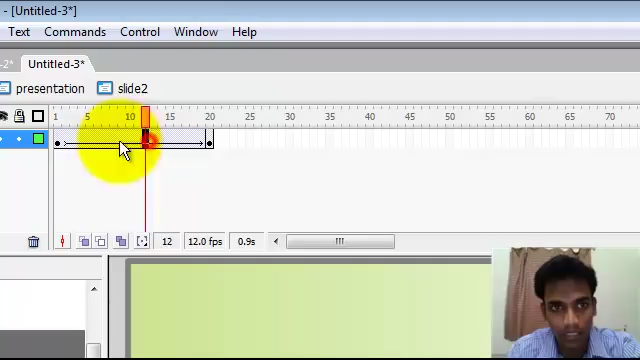 - [Untitled-3*]
Text Commands Control Window Help
-2* Untitled-3*
presentation slide2
1 5 10 15 20 25 30 35 40 45 50 55 60 65 70
12 12.0 fps 0.9s